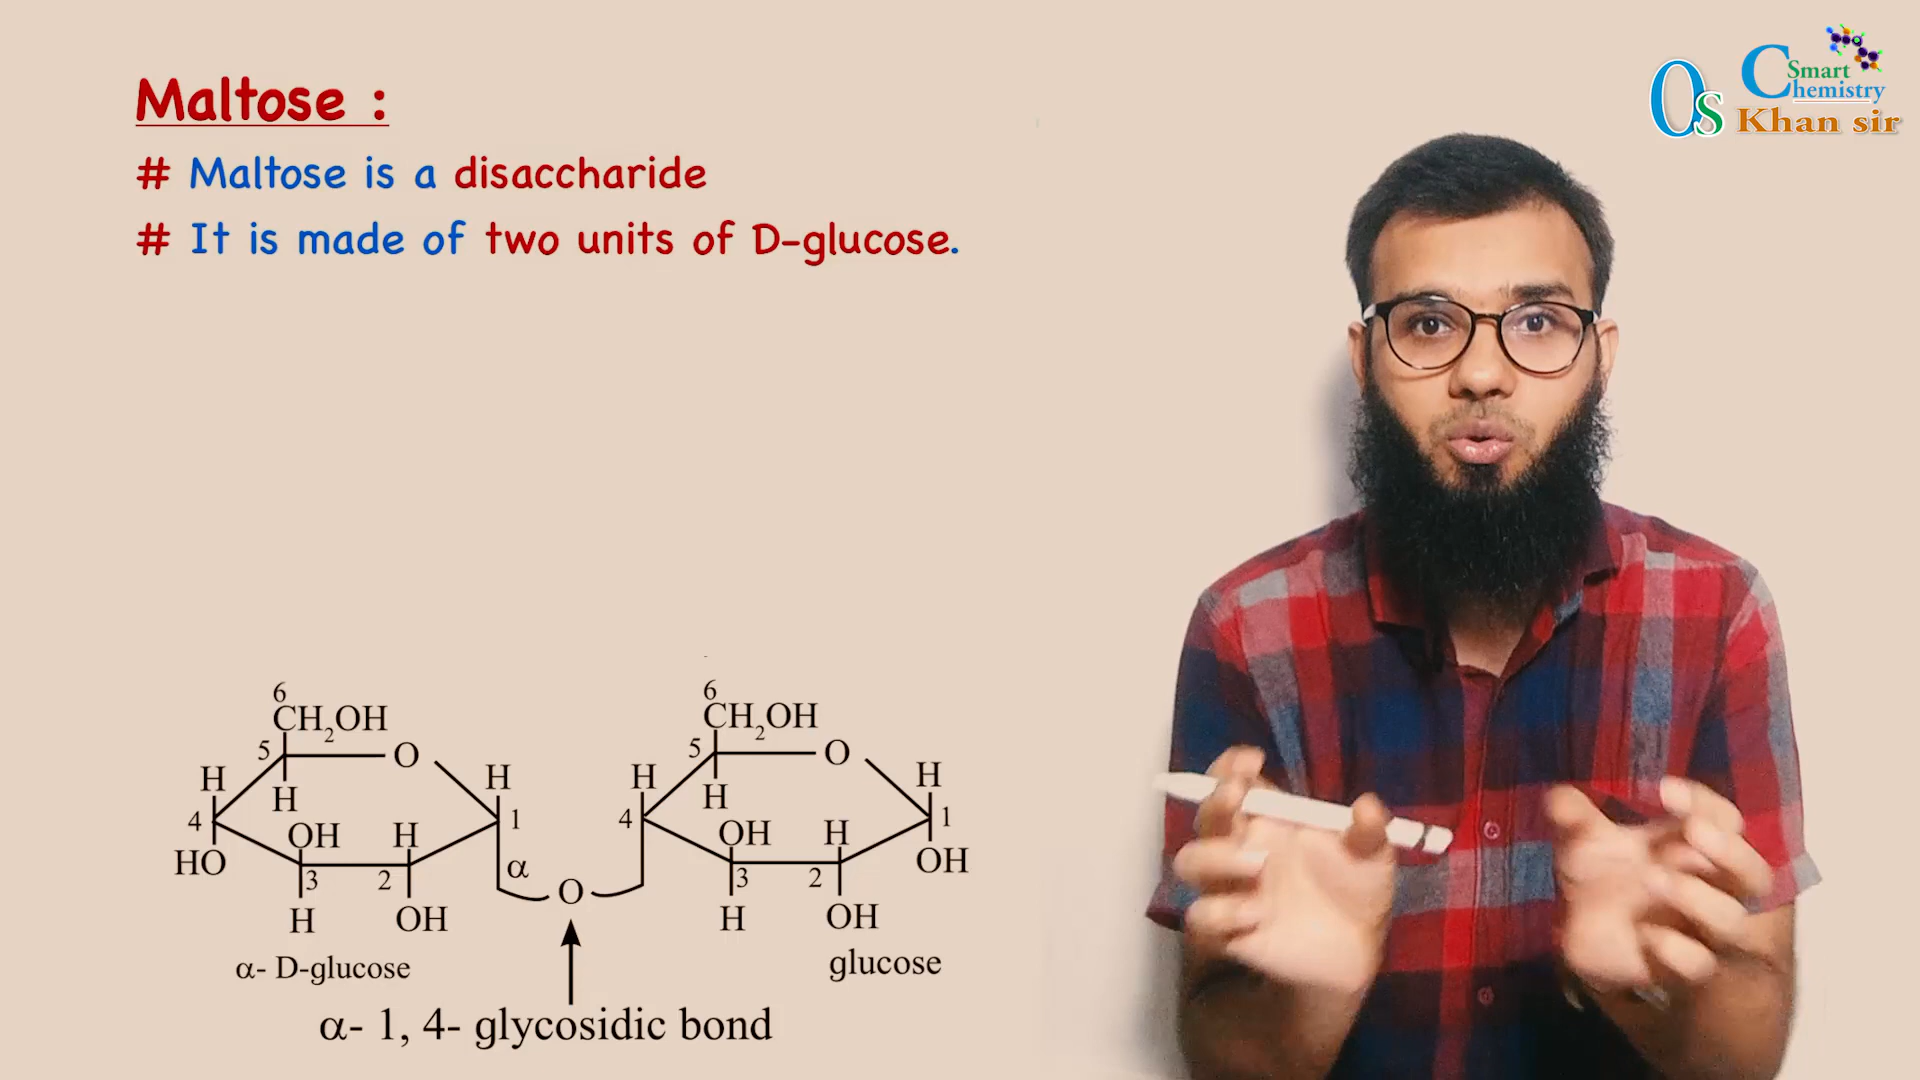 Maltose :
# Maltose is a disaccharide
# It is made of two units of D-glucose.
Os
Smart
Chemistry
Khan sir
6
CH₂OH
5
O
H
H
H
4
1
OH
H
HO
3
2
α
H
OH
α- D-glucose
O
6
CH₂OH
5
O
H
H
H
4
1
OH
H
OH
3
2
H
OH
glucose
α- 1, 4- glycosidic bond